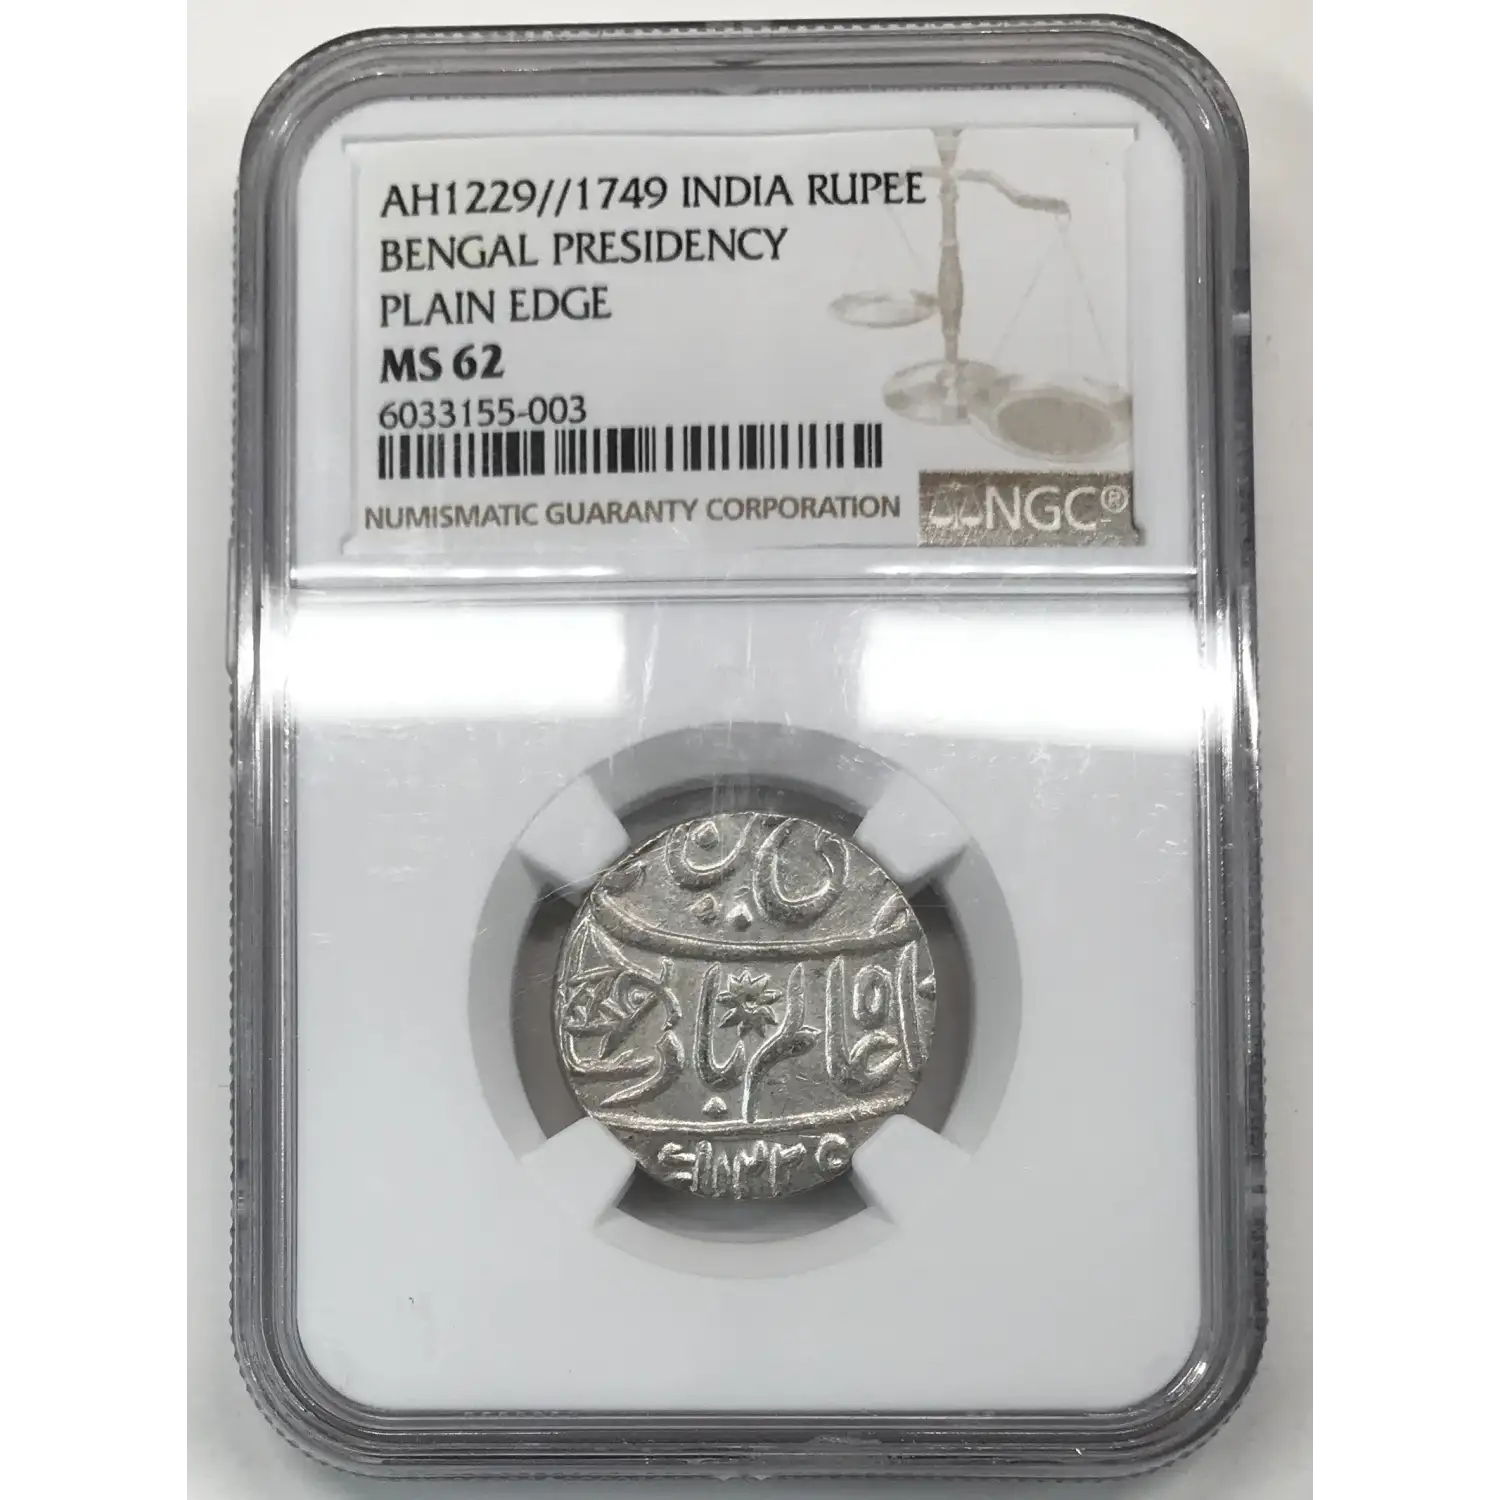 AH1229//1749 INDIA RUPEE
BENGAL PRESIDENCY
PLAIN EDGE
MS 62
6033155-003
NUMISMATIC GUARANTY CORPORATION
NGC®